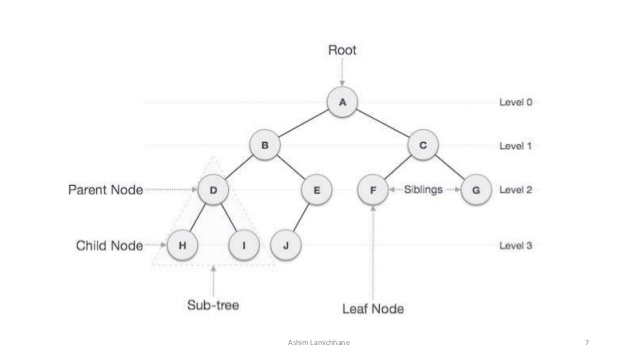 Root
A
Level 0
B
C
Level 1
Parent Node
D
E
F
Siblings
G
Level 2
Child Node
H
I
J
Level 3
Sub-tree
Leaf Node
Ashim Lamichhane
7